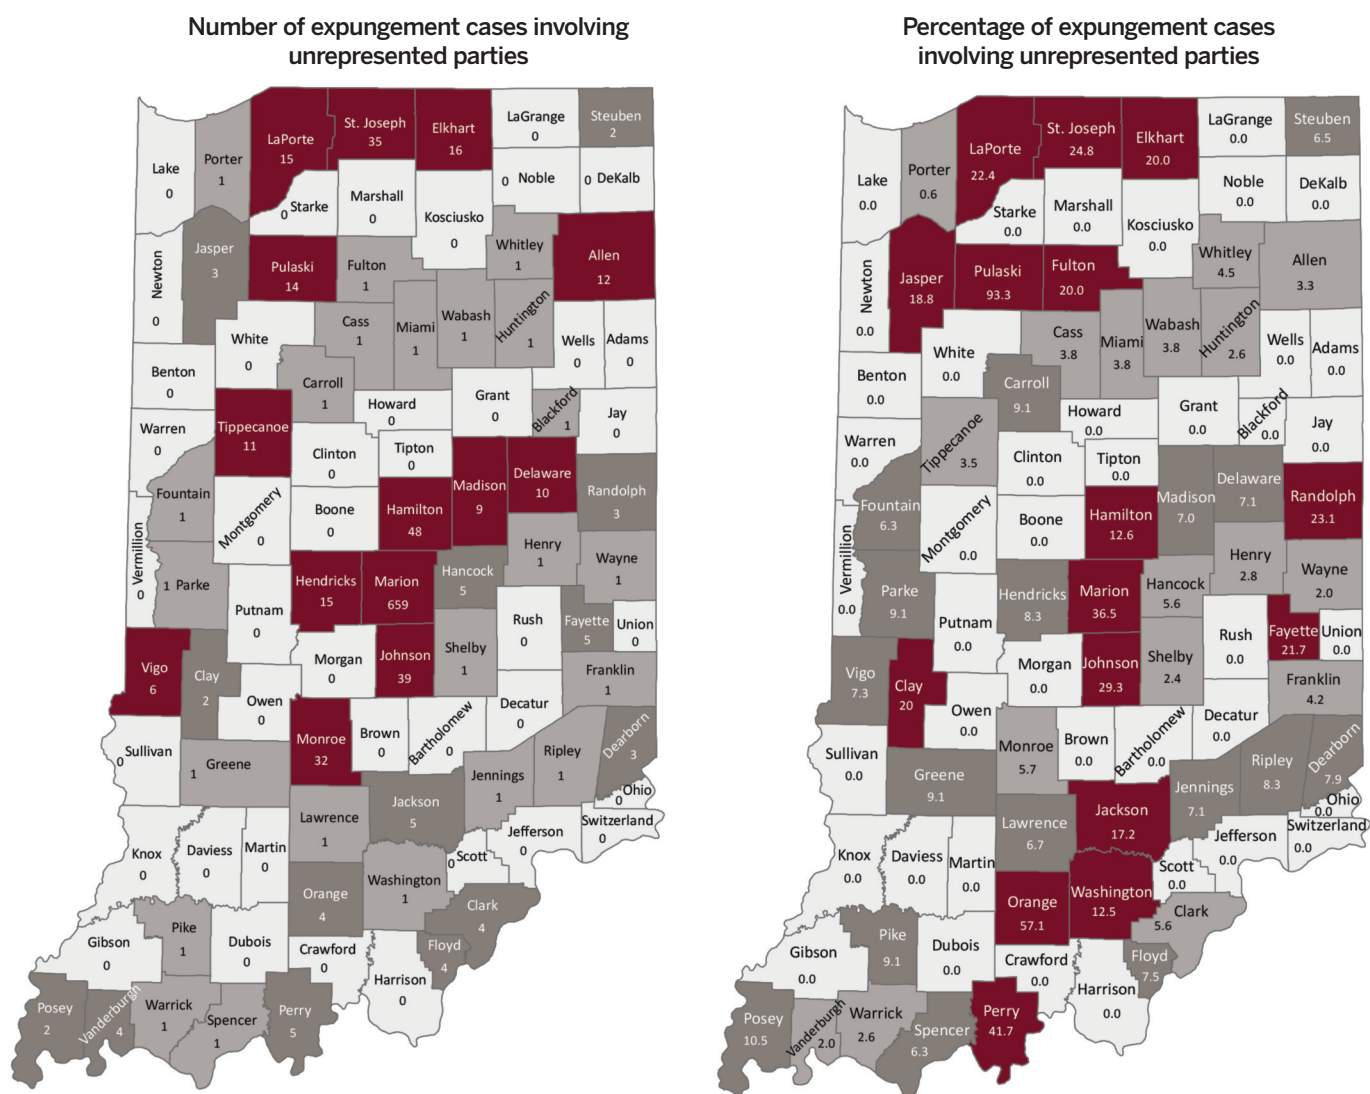 Number of expungement cases involving
unrepresented parties
LaGrange
0
Steuben
2
St. Joseph
35
Elkhart
16
LaPorte
15
Porter
1
Lake
0
0 Noble
0 DeKalb
Marshall
0
0 Starke
Kosciusko
0
Whitley
1
Allen
12
Jasper
3
Newton
0
Pulaski
14
Fulton
1
Wabash
1
Huntington
1
Cass
1
Miami
1
White
0
Wells
0
Adams
0
Benton
0
Carroll
1
Grant
0
Howard
0
Blackford
1
Jay
0
Warren
0
Tippecanoe
11
Clinton
0
Tipton
0
Madison
9
Delaware
10
Randolph
3
Fountain
1
Montgomery
0
Boone
0
Hamilton
48
Henry
1
Wayne
1
Vermillion
0
1 Parke
Hendricks
15
Marion
659
Hancock
5
Putnam
0
Rush
0
Fayette
5
Union
0
Morgan
0
Johnson
39
Shelby
1
Franklin
1
Vigo
6
Clay
2
Owen
0
Decatur
0
Monroe
32
Brown
0
Bartholomew
0
Dearborn
3
Sullivan
0
1 Greene
Ripley
1
Jennings
1
0 Ohio
Jackson
5
Lawrence
1
Switzerland
0
Jefferson
0
Knox
0
Daviess
0
Martin
0
Scott
0
Washington
1
Orange
4
Clark
4
Pike
1
Gibson
0
Dubois
0
Crawford
0
Floyd
4
Harrison
0
Posey
2
Vanderburgh
4
Warrick
1
Spencer
1
Perry
5
Percentage of expungement cases
involving unrepresented parties
LaGrange
0.0
Steuben
6.5
St. Joseph
24.8
Elkhart
20.0
LaPorte
22.4
Porter
0.6
Lake
0.0
Noble
0.0
DeKalb
0.0
Marshall
0.0
Starke
0.0
Kosciusko
0.0
Whitley
4.5
Allen
3.3
Jasper
18.8
Newton
0.0
Pulaski
93.3
Fulton
20.0
Wabash
3.8
Huntington
2.6
Cass
3.8
Miami
3.8
White
0.0
Wells
0.0
Adams
0.0
Benton
0.0
Carroll
9.1
Grant
0.0
Howard
0.0
Blackford
0.0
Jay
0.0
Warren
0.0
Tippecanoe
3.5
Clinton
0.0
Tipton
0.0
Madison
7.0
Delaware
7.1
Randolph
23.1
Fountain
6.3
Montgomery
0.0
Boone
0.0
Hamilton
12.6
Henry
2.8
Wayne
2.0
Vermillion
0.0
Parke
9.1
Hendricks
8.3
Marion
36.5
Hancock
5.6
Putnam
0.0
Rush
0.0
Fayette
21.7
Union
0.0
Morgan
0.0
Johnson
29.3
Shelby
2.4
Franklin
4.2
Vigo
7.3
Clay
20
Owen
0.0
Decatur
0.0
Monroe
5.7
Brown
0.0
Bartholomew
0.0
Dearborn
7.9
Sullivan
0.0
Greene
9.1
Ripley
8.3
Jennings
7.1
Ohio
0.0
Jackson
17.2
Lawrence
6.7
Switzerland
0.0
Jefferson
0.0
Knox
0.0
Daviess
0.0
Martin
0.0
Scott
0.0
Washington
12.5
Orange
57.1
Clark
5.6
Pike
9.1
Gibson
0.0
Dubois
0.0
Crawford
0.0
Floyd
7.5
Harrison
0.0
Posey
10.5
Vanderburgh
2.0
Warrick
2.6
Spencer
6.3
Perry
41.7